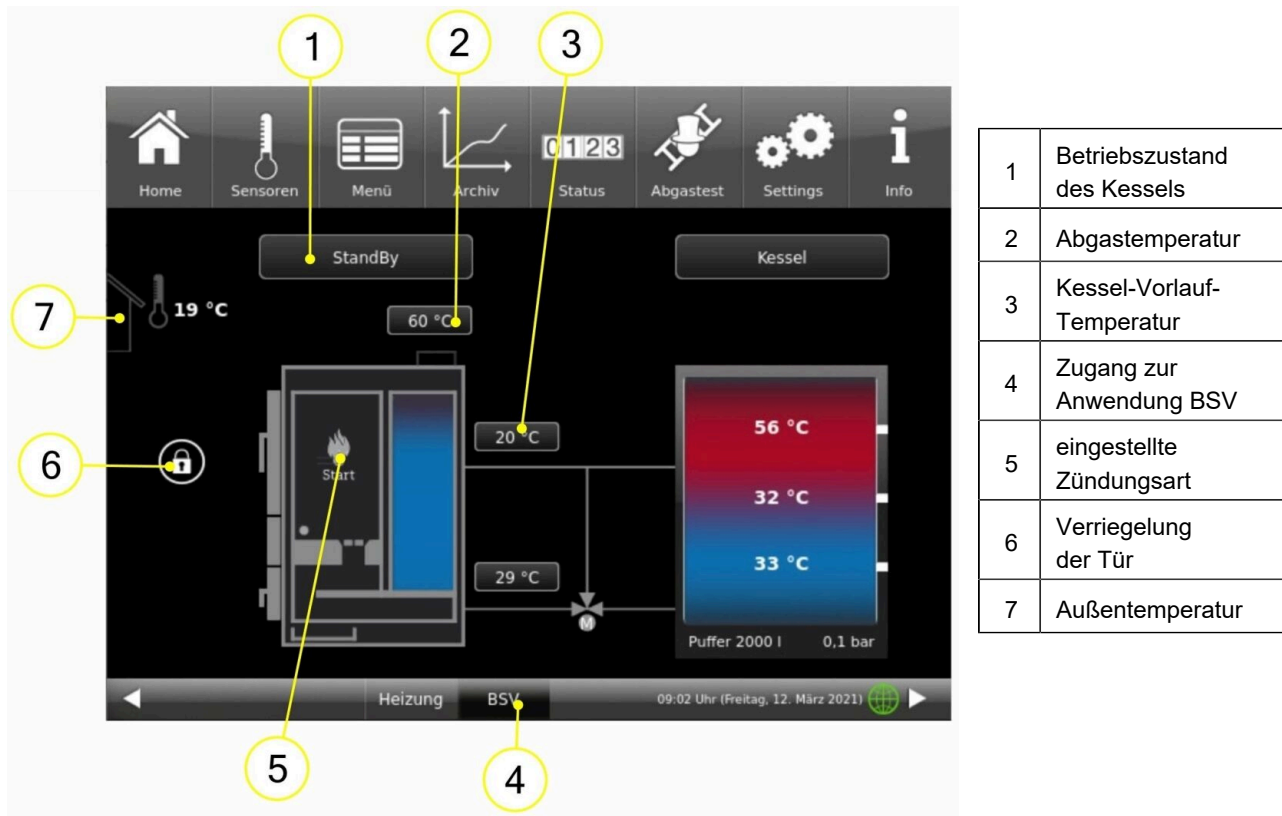 1
2
3
0123
Home
Sensoren
Menü
Archiv
Status
Abgastest
Settings
Info
StandBy
Kessel
7
19 °C
60 °C
6
20 °C
Start
29 °C
M
56 °C
32 °C
33 °C
Puffer 2000 l
0,1 bar
Heizung
BSV
09:02 Uhr (Freitag, 12. März 2021)
5
4
1
Betriebszustand
des Kessels
2
Abgastemperatur
3
Kessel-Vorlauf-
Temperatur
4
Zugang zur
Anwendung BSV
5
eingestellte
Zündungsart
6
Verriegelung
der Tür
7
Außentemperatur